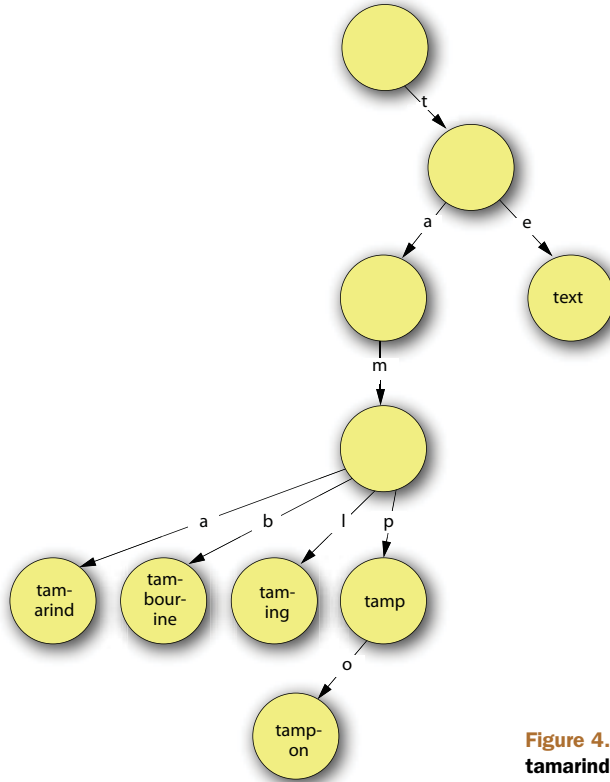 t
a
e
text
m
a
b
l
p
tam-
arind
tam-
bour-
ine
tam-
ing
tamp
o
tamp-
on
Figure 4.
tamarind